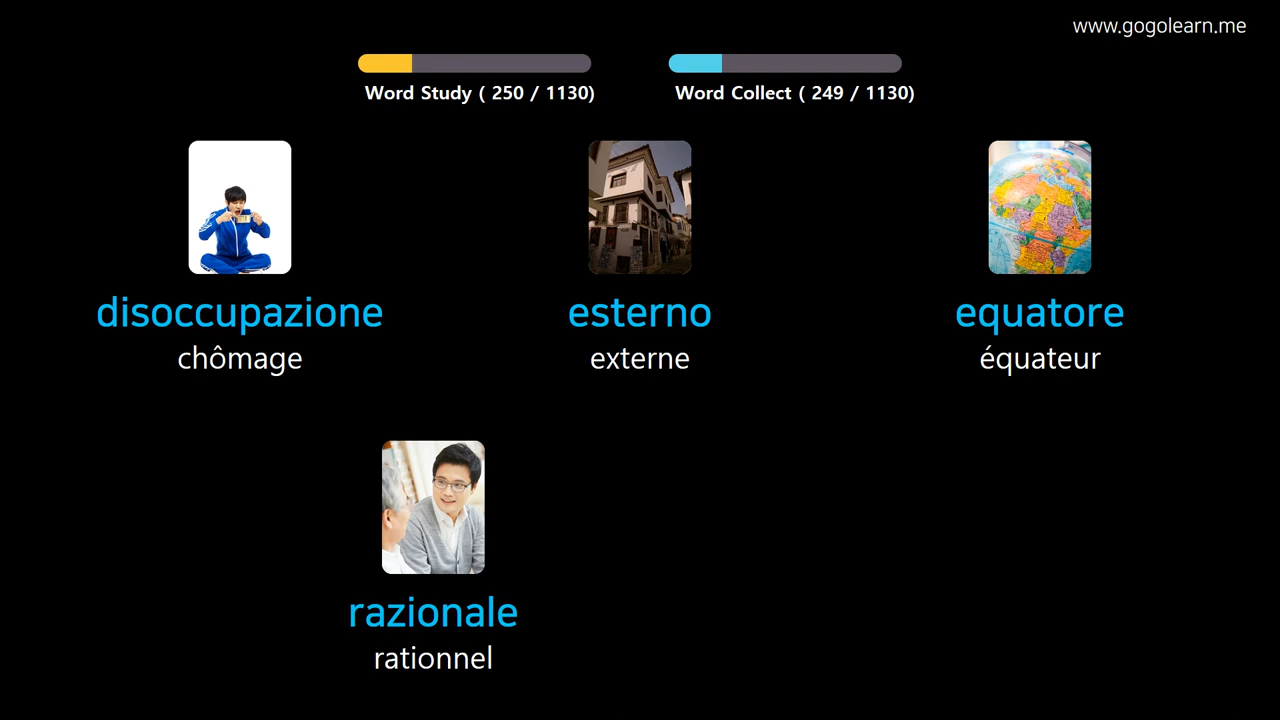 www.gogolearn.me
Word Study ( 250 / 1130)
Word Collect ( 249 / 1130)
disoccupazione
chômage
esterno
externe
equatore
équateur
razionale
rationnel